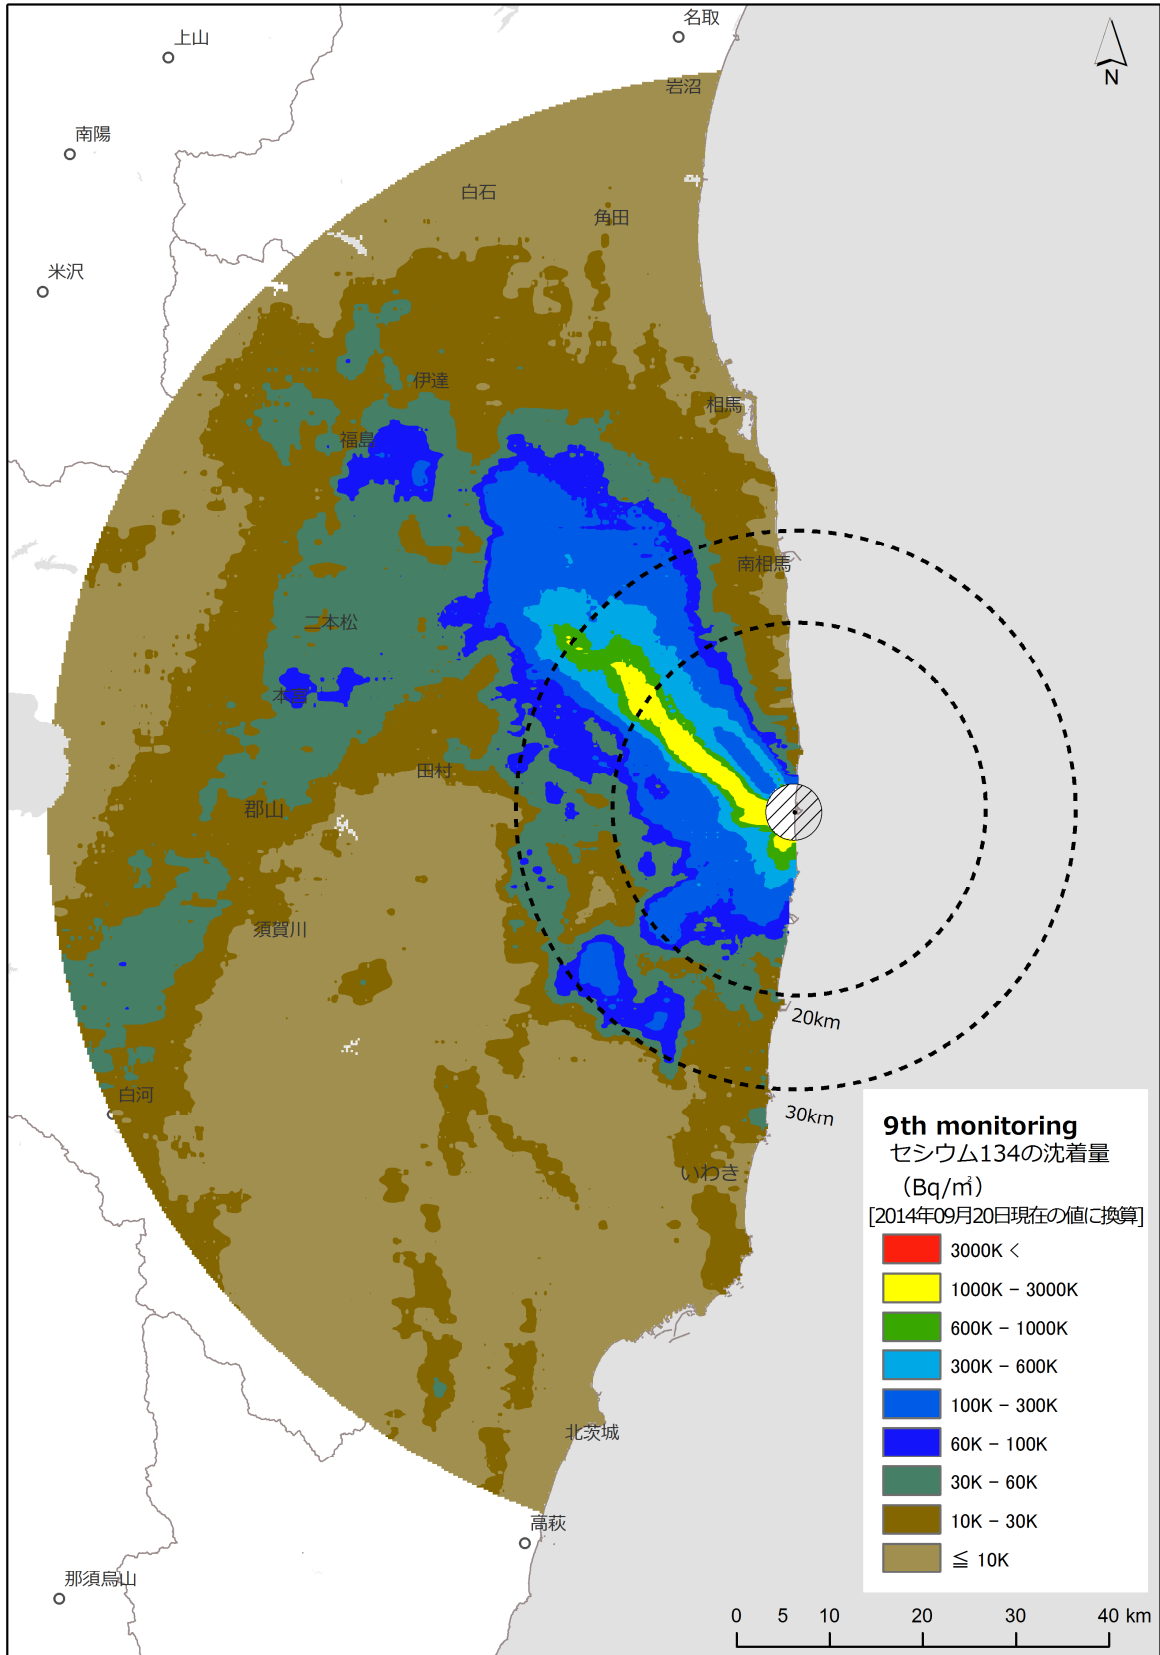 名取
上山
N
岩沼
南陽
白石
角田
米沢
伊達
相馬
福島
南相馬
二本松
本宮
田村
郡山
須賀川
20km
白河
30km
いわき
北茨城
高萩
那須烏山
9th monitoring
セシウム134の沈着量
（Bq/㎡）
[2014年09月20日現在の値に換算]
3000K <
1000K – 3000K
600K – 1000K
300K – 600K
100K – 300K
60K – 100K
30K – 60K
10K – 30K
≦ 10K
0 5 10 20 30 40 km